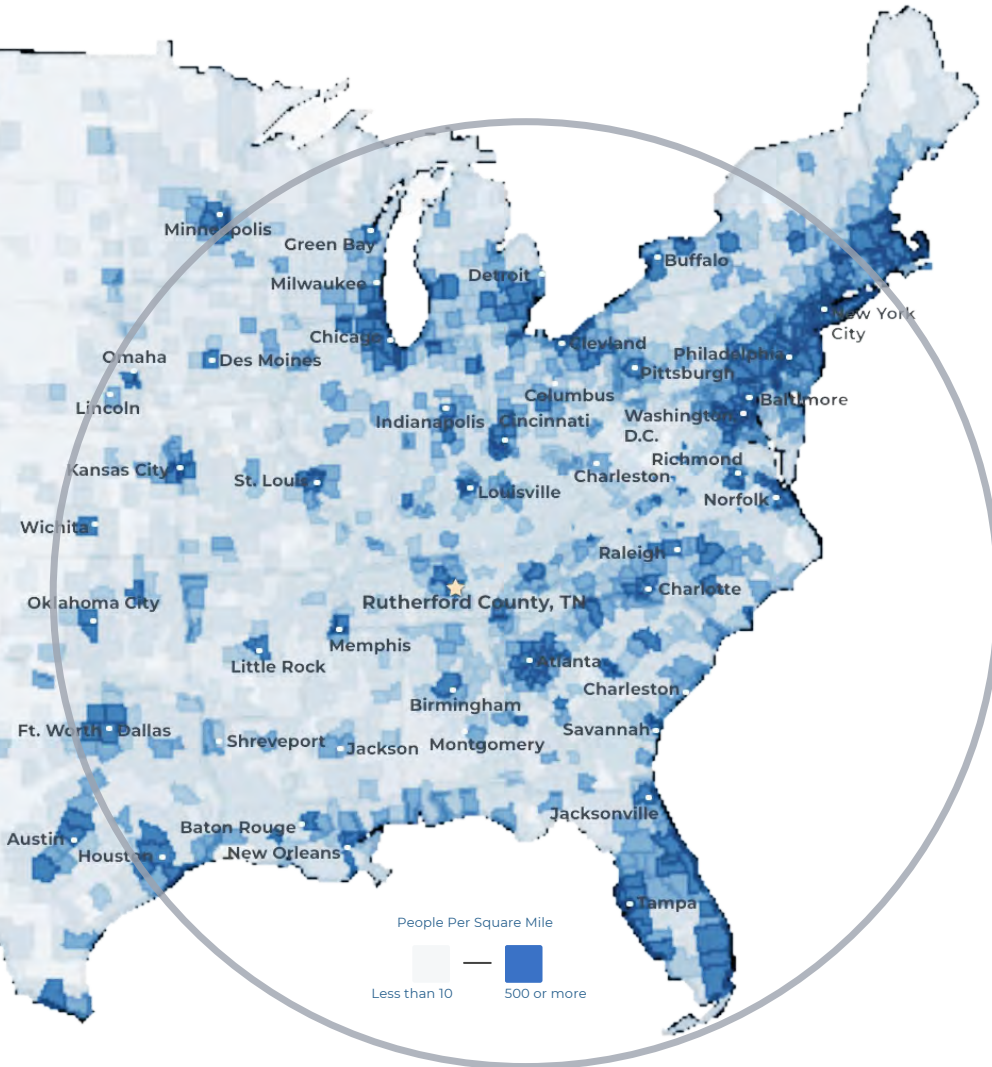 Minneapolis
Green Bay
Buffalo
Detroit
Milwaukee
New York
City
Chicago
Clevland
Philadelphia
Omaha
Des Moines
Pittsburgh
Columbus
Baltimore
Lincoln
Indianapolis
Cincinnati
Washington
D.C.
Richmond
Kansas City
St. Louis
Charleston
Louisville
Norfolk
Wichita
Raleigh
Charlotte
Oklahoma City
Rutherford County, TN
Memphis
Little Rock
Atlanta
Charleston
Birmingham
Ft. Worth
Dallas
Savannah
Shreveport
Jackson
Montgomery
Jacksonville
Baton Rouge
Austin
New Orleans
Houston
Tampa
People Per Square Mile
Less than 10
500 or more